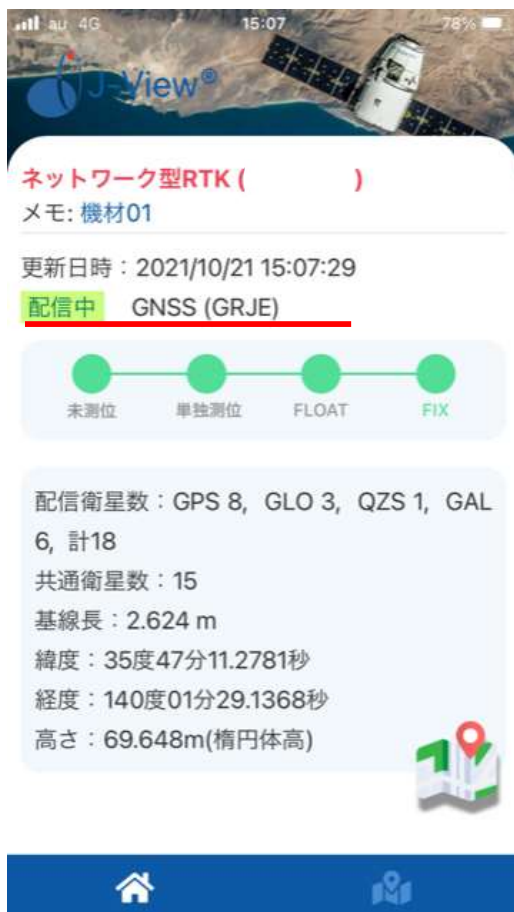 au 4G 15:07 78%
J-View®
ネットワーク型RTK ( )
メモ: 機材01
更新日時：2021/10/21 15:07:29
配信中 GNSS (GRJE)
未測位 単独測位 FLOAT FIX
配信衛星数：GPS 8, GLO 3, QZS 1, GAL
6, 計18
共通衛星数：15
基線長：2.624 m
緯度：35度47分11.2781秒
経度：140度01分29.1368秒
高さ：69.648m(楕円体高)